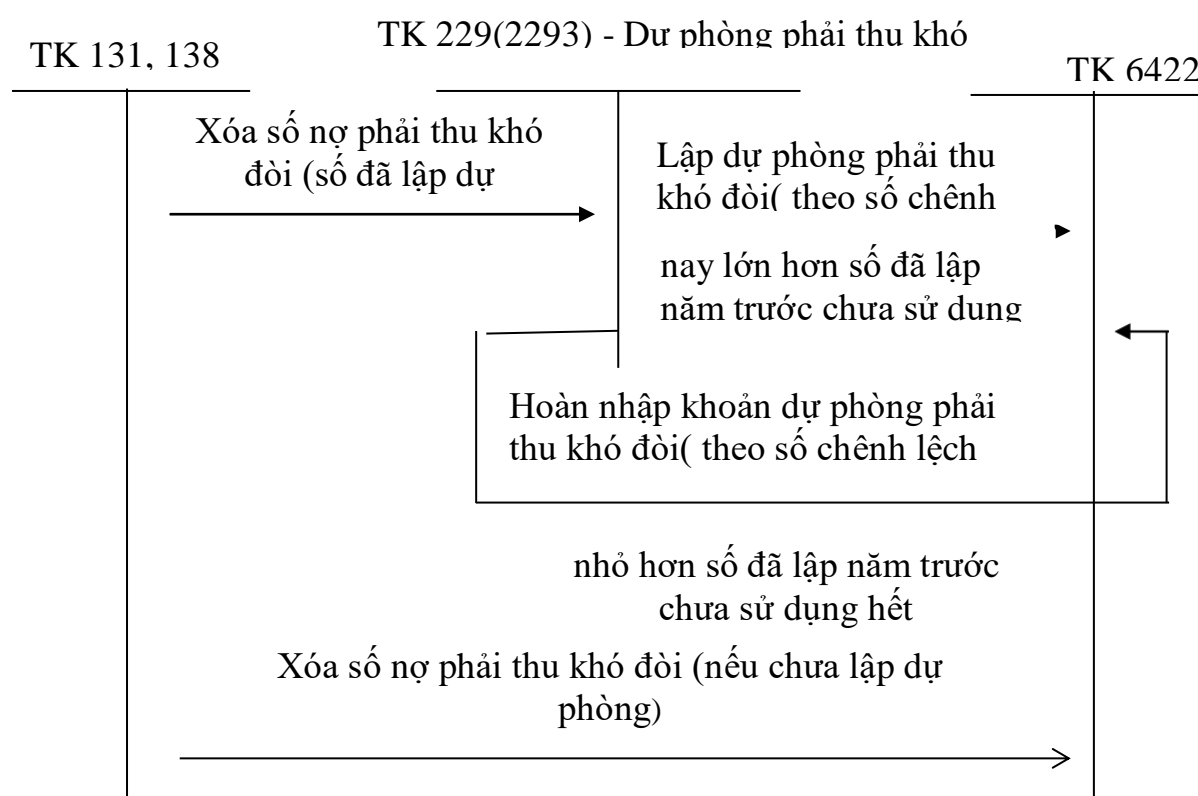 TK 131, 138
TK 229(2293) - Dự phòng phải thu khó
TK 6422
Xóa số nợ phải thu khó
đòi (số đã lập dự
Lập dự phòng phải thu
khó đòi( theo số chênh
nay lớn hơn số đã lập
năm trước chưa sử dung
Hoàn nhập khoản dự phòng phải
thu khó đòi( theo số chênh lệch
nhỏ hơn số đã lập năm trước
chưa sử dụng hết
Xóa số nợ phải thu khó đòi (nếu chưa lập dự
phòng)